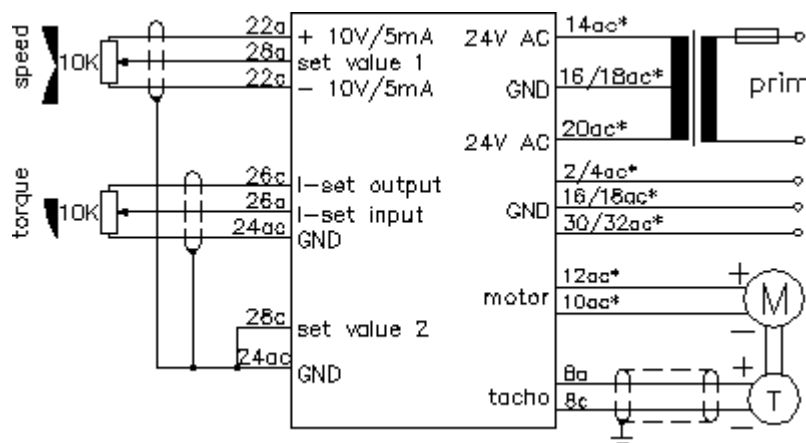 speed
10K
22a
+ 10V/5mA
28a
set value 1
22c
- 10V/5mA
torque
10K
26c
I-set output
26a
I-set input
24ac
GND
28c
set value 2
24ac
GND
24V AC
14ac*
GND
16/18ac*
24V AC
20ac*
prim
2/4ac*
GND
16/18ac*
30/32ac*
motor
12ac*
10ac*
+
M
-
tacho
8a
8c
+
T
-